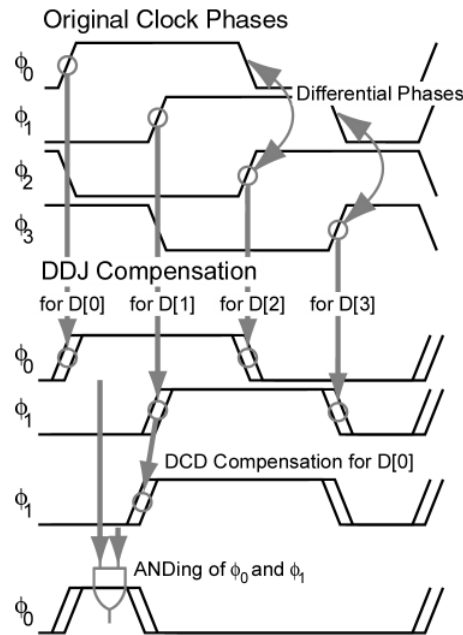 Original Clock Phases
ϕ0
Differential Phases
ϕ1
ϕ2
ϕ3
DDJ Compensation
for D[0] for D[1] for D[2] for D[3]
ϕ0
ϕ1
DCD Compensation for D[0]
ϕ1
ANDing of ϕ0 and ϕ1
ϕ0